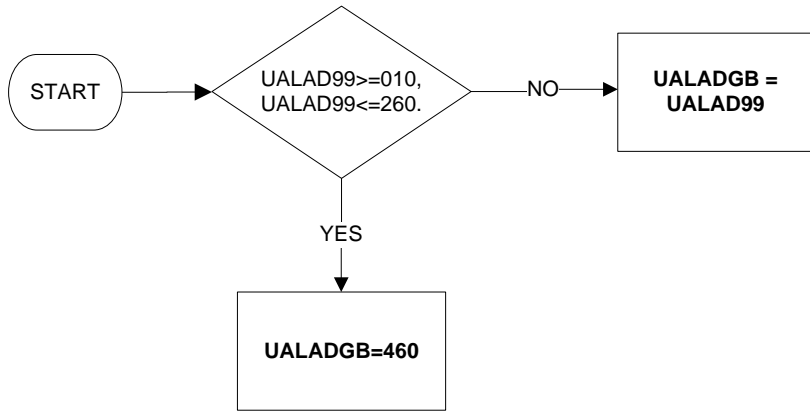 START
UALAD99>=010,
UALAD99<=260.
NO
UALADGB =
UALAD99
YES
UALADGB=460